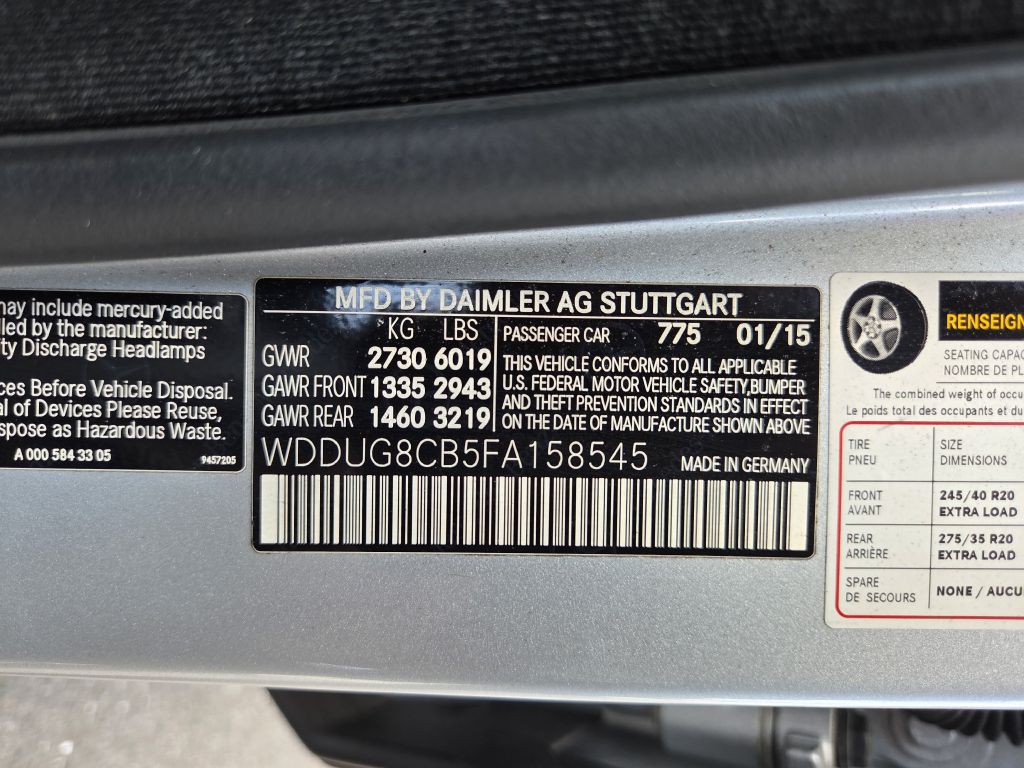 may include mercury-added
lled by the manufacturer:
ty Discharge Headlamps
ces Before Vehicle Disposal.
al of Devices Please Reuse,
spose as Hazardous Waste.
A 000 584 33 05
9457205
MFD BY DAIMLER AG STUTTGART
KG LBS
GWR 2730 6019
GAWR FRONT 1335 2943
GAWR REAR 1460 3219
PASSENGER CAR 775 01/15
THIS VEHICLE CONFORMS TO ALL APPLICABLE
U.S. FEDERAL MOTOR VEHICLE SAFETY,BUMPER
AND THEFT PREVENTION STANDARDS IN EFFECT
ON THE DATE OF MANUFACTURE SHOWN ABOVE
WDDUG8CB5FA158545
MADE IN GERMANY
RENSEIGN
SEATING CAPAC
NOMBRE DE PL
The combined weight of occu
Le poids total des occupants et du
TIRE
PNEU
SIZE
DIMENSIONS
FRONT
AVANT
245/40 R20
EXTRA LOAD
REAR
ARRIÈRE
275/35 R20
EXTRA LOAD
SPARE
DE SECOURS
NONE / AUCU